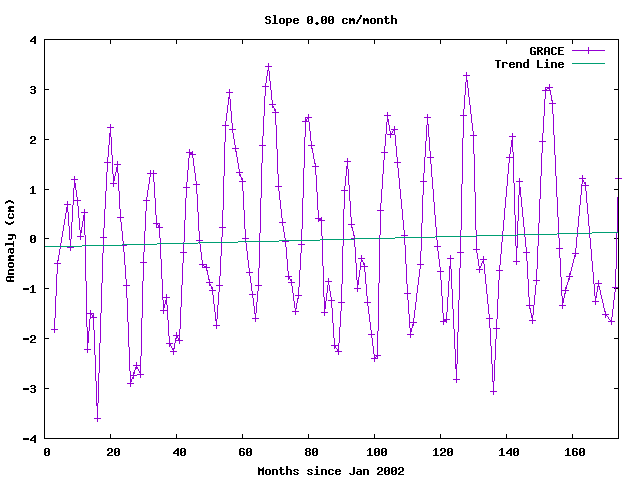 Slope 0.00 cm/month
GRACE
Trend Line
4
3
2
1
0
-1
-2
-3
-4
Anomaly (cm)
0 20 40 60 80 100 120 140 160
Months since Jan 2002